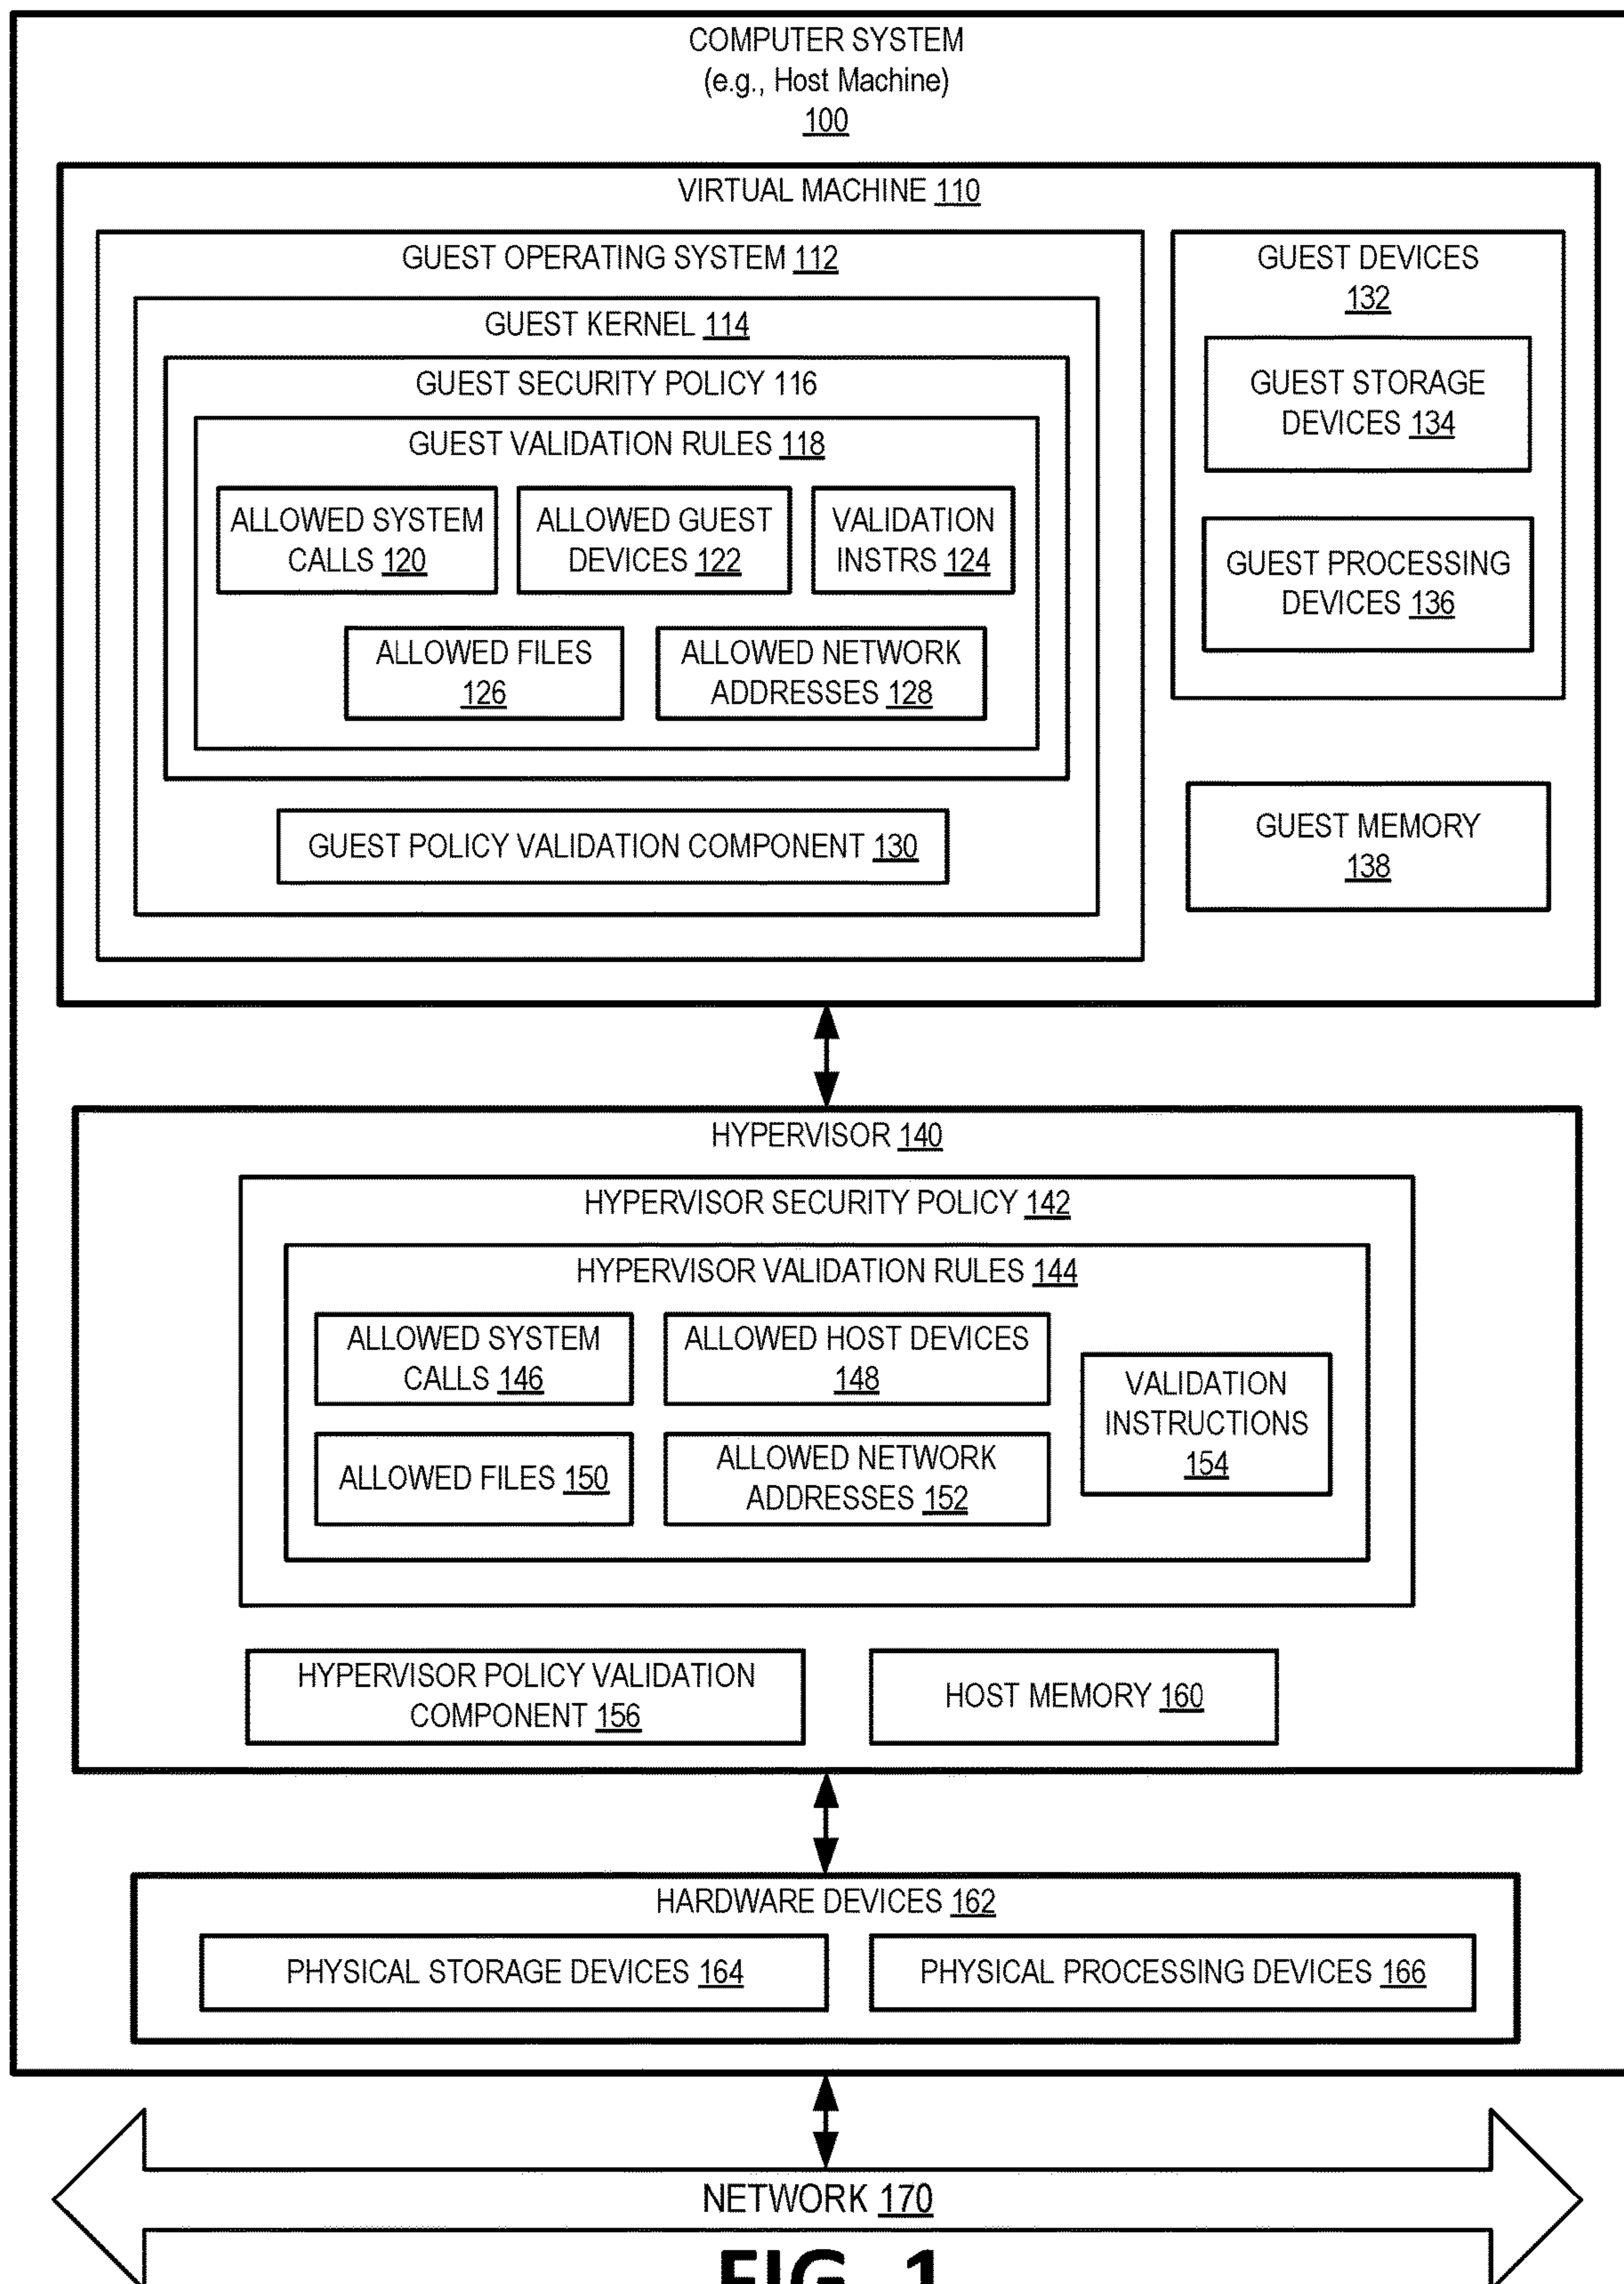 COMPUTER SYSTEM
(e.g., Host Machine)
100
VIRTUAL MACHINE 110
GUEST OPERATING SYSTEM 112
GUEST KERNEL 114
GUEST SECURITY POLICY 116
GUEST VALIDATION RULES 118
ALLOWED SYSTEM
CALLS 120
ALLOWED GUEST
DEVICES 122
VALIDATION
INSTRS 124
ALLOWED FILES
126
ALLOWED NETWORK
ADDRESSES 128
GUEST POLICY VALIDATION COMPONENT 130
GUEST DEVICES
132
GUEST STORAGE
DEVICES 134
GUEST PROCESSING
DEVICES 136
GUEST MEMORY
138
HYPERVISOR 140
HYPERVISOR SECURITY POLICY 142
HYPERVISOR VALIDATION RULES 144
ALLOWED SYSTEM
CALLS 146
ALLOWED HOST DEVICES
148
ALLOWED FILES 150
ALLOWED NETWORK
ADDRESSES 152
VALIDATION
INSTRUCTIONS
154
HYPERVISOR POLICY VALIDATION
COMPONENT 156
HOST MEMORY 160
HARDWARE DEVICES 162
PHYSICAL STORAGE DEVICES 164
PHYSICAL PROCESSING DEVICES 166
NETWORK 170
FIG. 1